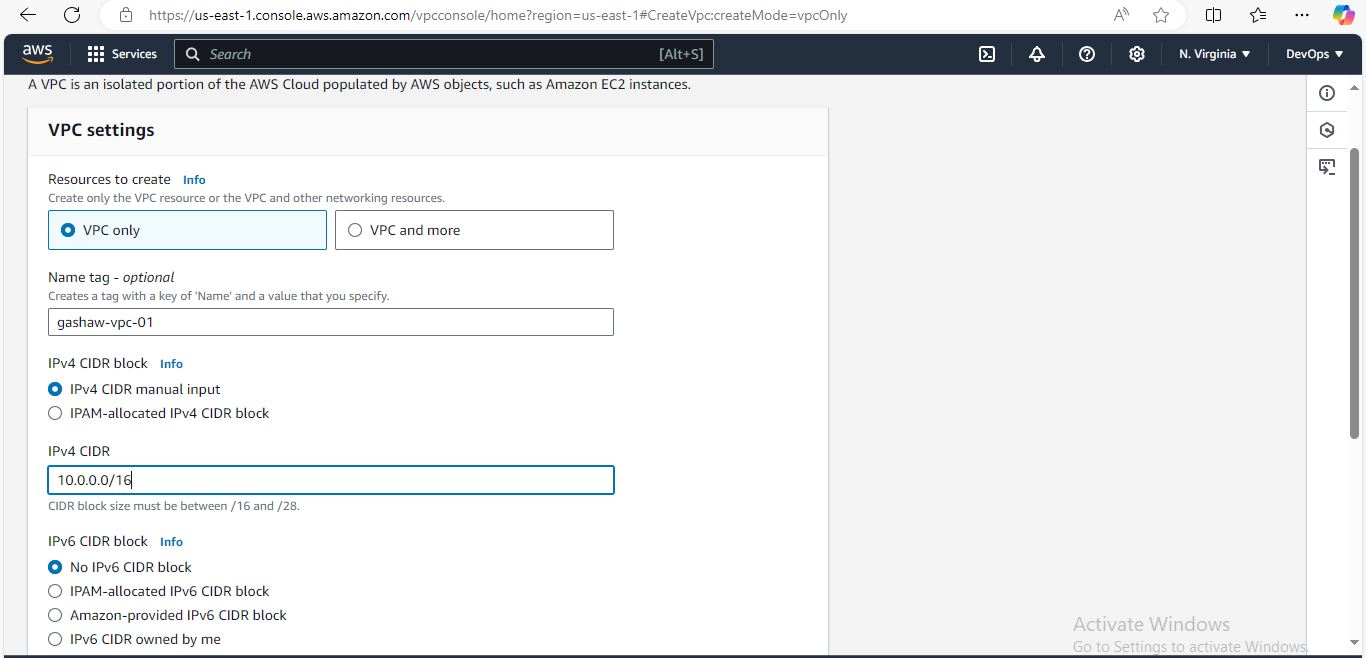 https://us-east-1.console.aws.amazon.com/vpcconsole/home?region=us-east-1#CreateVpc:createMode=vpcOnly
aws Services Search [Alt+S] N. Virginia DevOps
A VPC is an isolated portion of the AWS Cloud populated by AWS objects, such as Amazon EC2 instances.
VPC settings
Resources to create Info
Create only the VPC resource or the VPC and other networking resources.
VPC only VPC and more
Name tag - optional
Creates a tag with a key of 'Name' and a value that you specify.
gashaw-vpc-01
IPv4 CIDR block Info
IPv4 CIDR manual input
IPAM-allocated IPv4 CIDR block
IPv4 CIDR
10.0.0.0/16
CIDR block size must be between /16 and /28.
IPv6 CIDR block Info
No IPv6 CIDR block
IPAM-allocated IPv6 CIDR block
Amazon-provided IPv6 CIDR block
IPv6 CIDR owned by me
Activate Windows
Go to Settings to activate Windows.